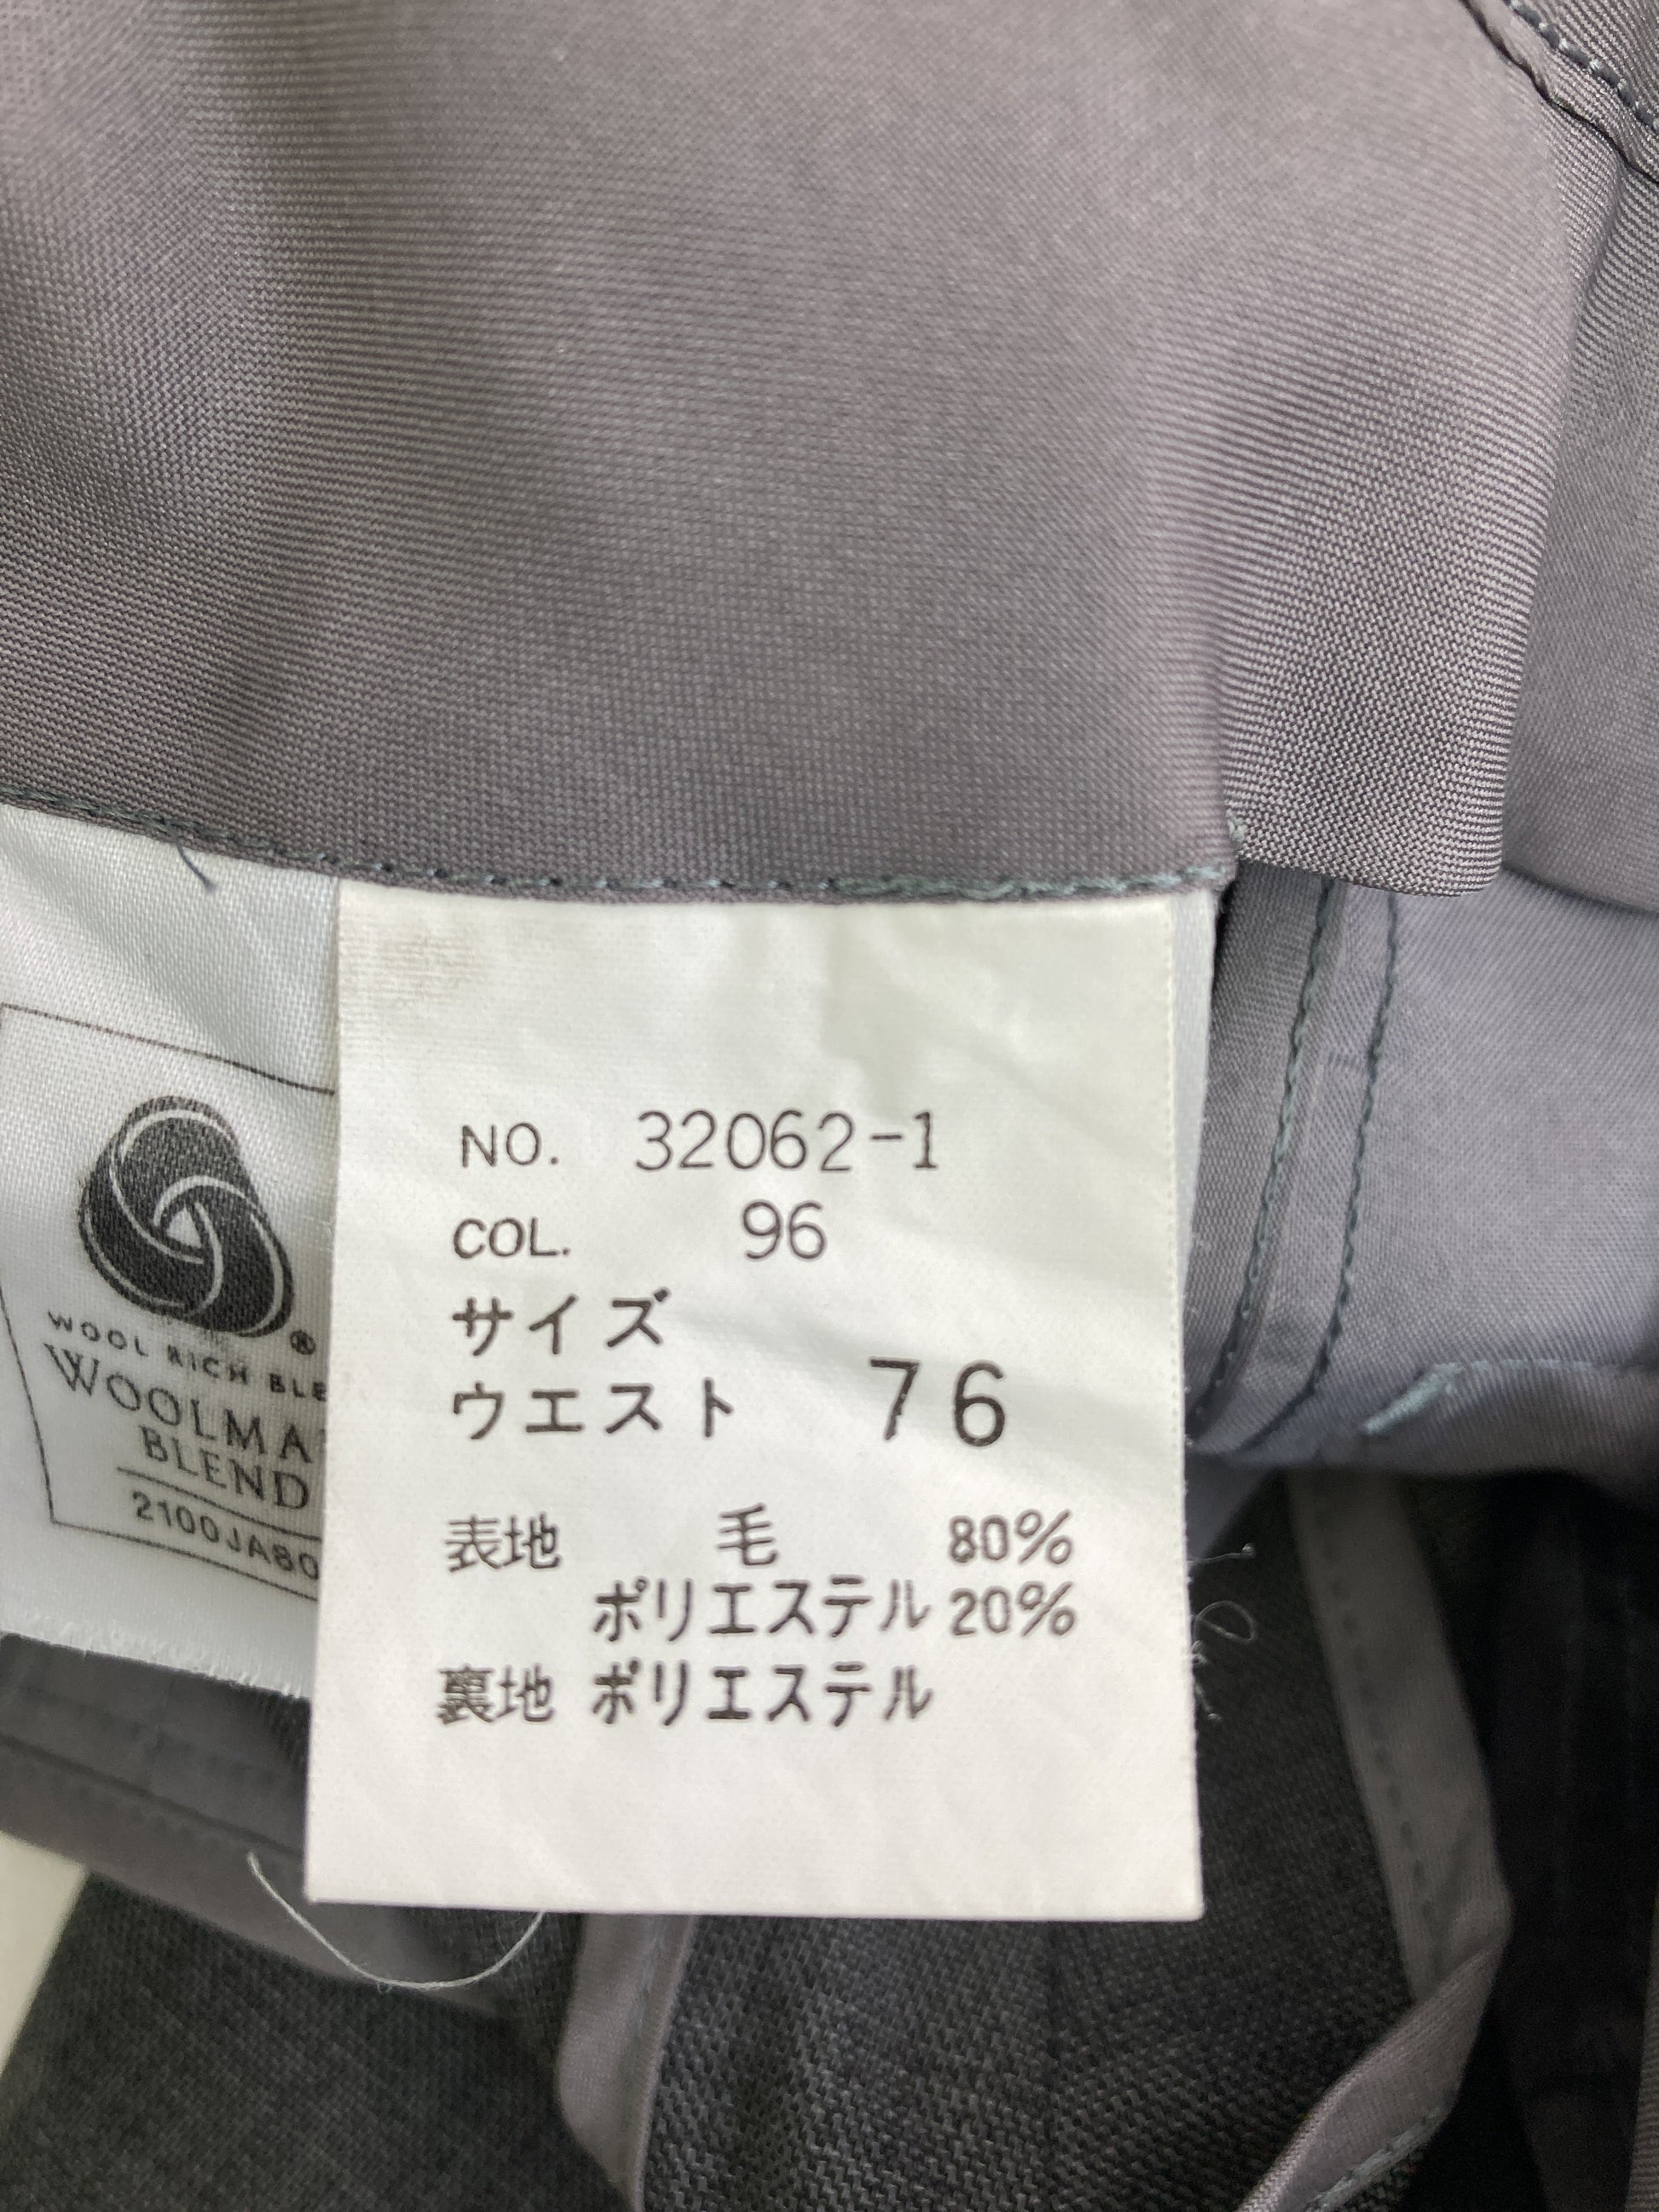 WOOL RICH
WOOLMA
BLEND
2100JA80
NO. 32062-1
COL. 96
サイズ
ウエスト 76
表地 毛 80%
ポリエステル 20%
裏地 ポリエステル